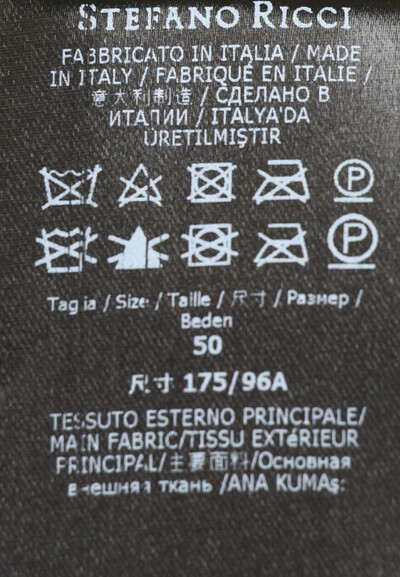 STEFANO RICCI
FABBRICATO IN ITALIA / MADE
IN ITALY / FABRIQUÉ EN ITALIE /
意大利制造 / СДЕЛАНО В
ИТАЛИИ / ITALYA'DA
ÜRETILMIŞTIR
P
P
Taglia / Size / Taille / 尺寸 / Размер /
Beden
50
尺寸 175/96A
TESSUTO ESTERNO PRINCIPALE/
MAIN FABRIC/TISSU EXTéRIEUR
PRINCIPAL/主要面料/Основная
внешняя ткань /ANA KUMAş: